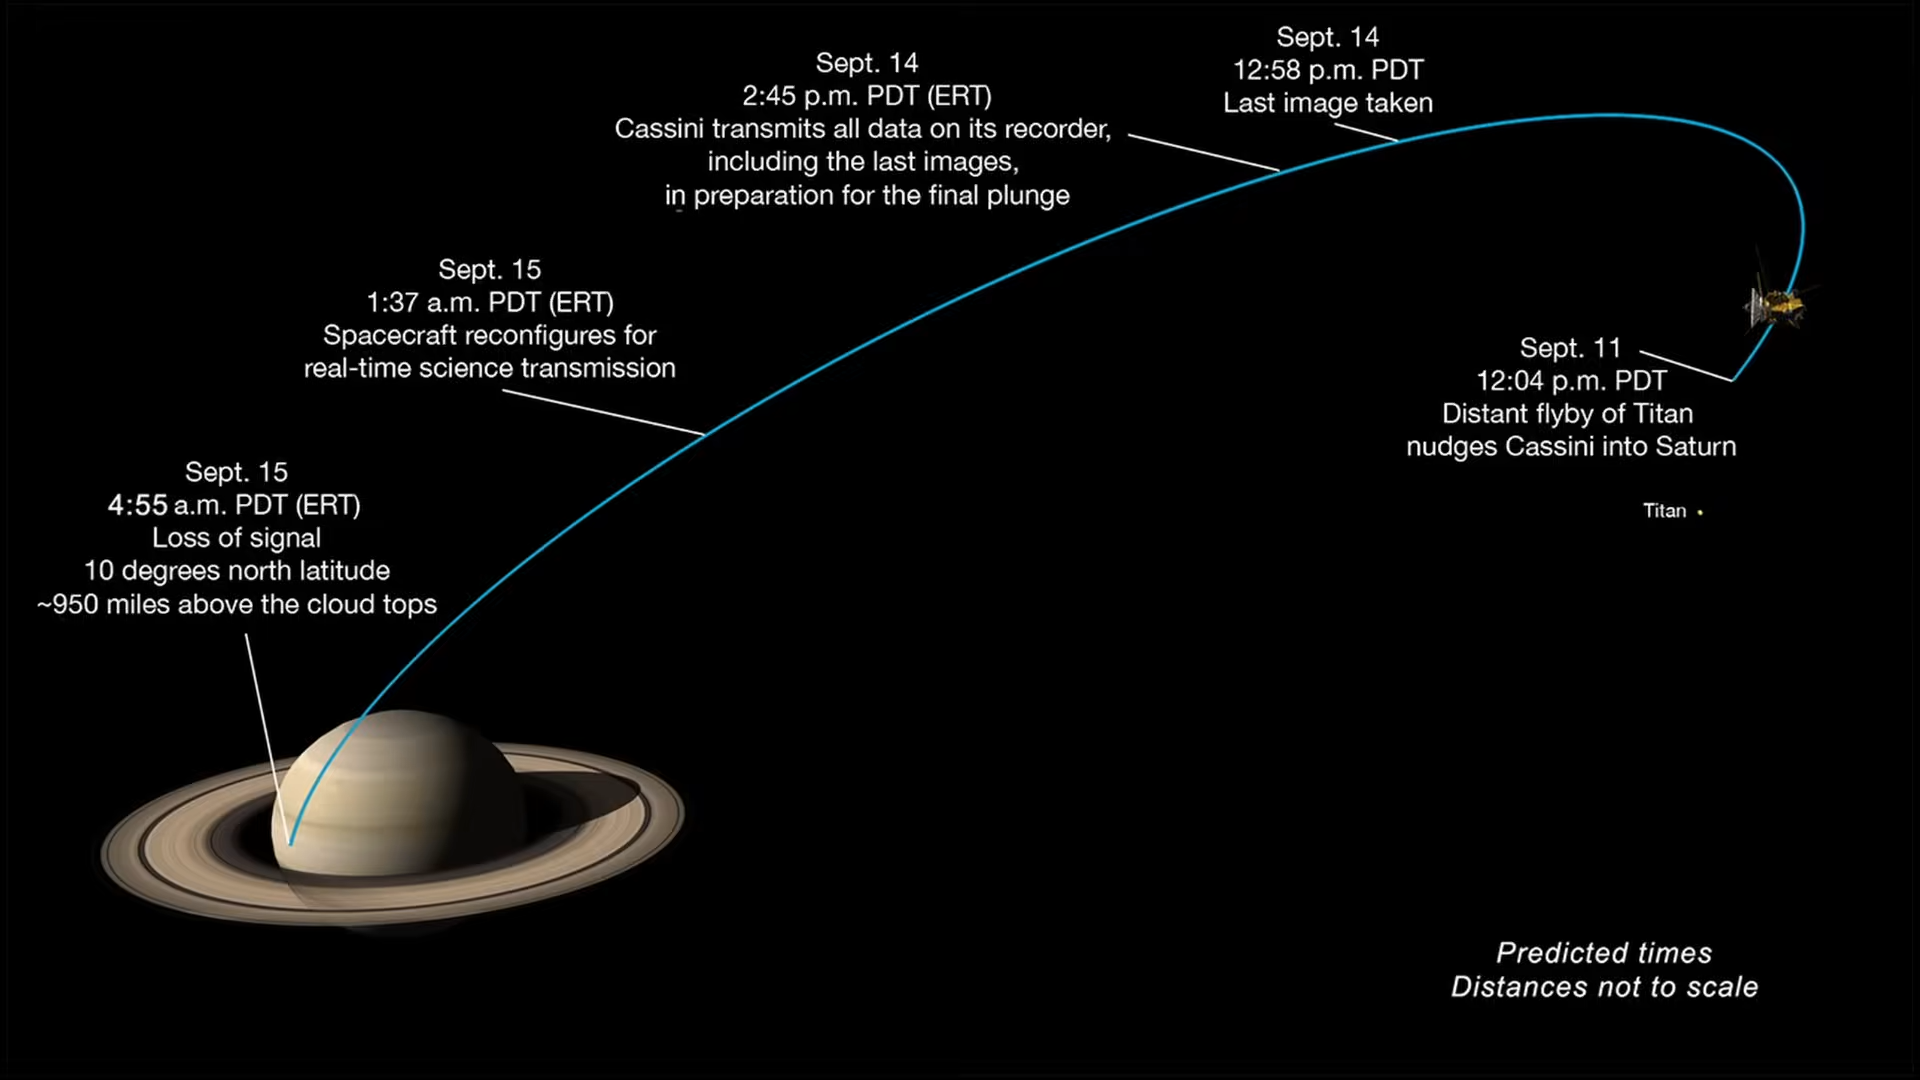 Sept. 14
12:58 p.m. PDT
Last image taken
Sept. 14
2:45 p.m. PDT (ERT)
Cassini transmits all data on its recorder,
including the last images,
in preparation for the final plunge
Sept. 15
1:37 a.m. PDT (ERT)
Spacecraft reconfigures for
real-time science transmission
Sept. 11
12:04 p.m. PDT
Distant flyby of Titan
nudges Cassini into Saturn
Sept. 15
4:55 a.m. PDT (ERT)
Loss of signal
10 degrees north latitude
~950 miles above the cloud tops
Titan
Predicted times
Distances not to scale